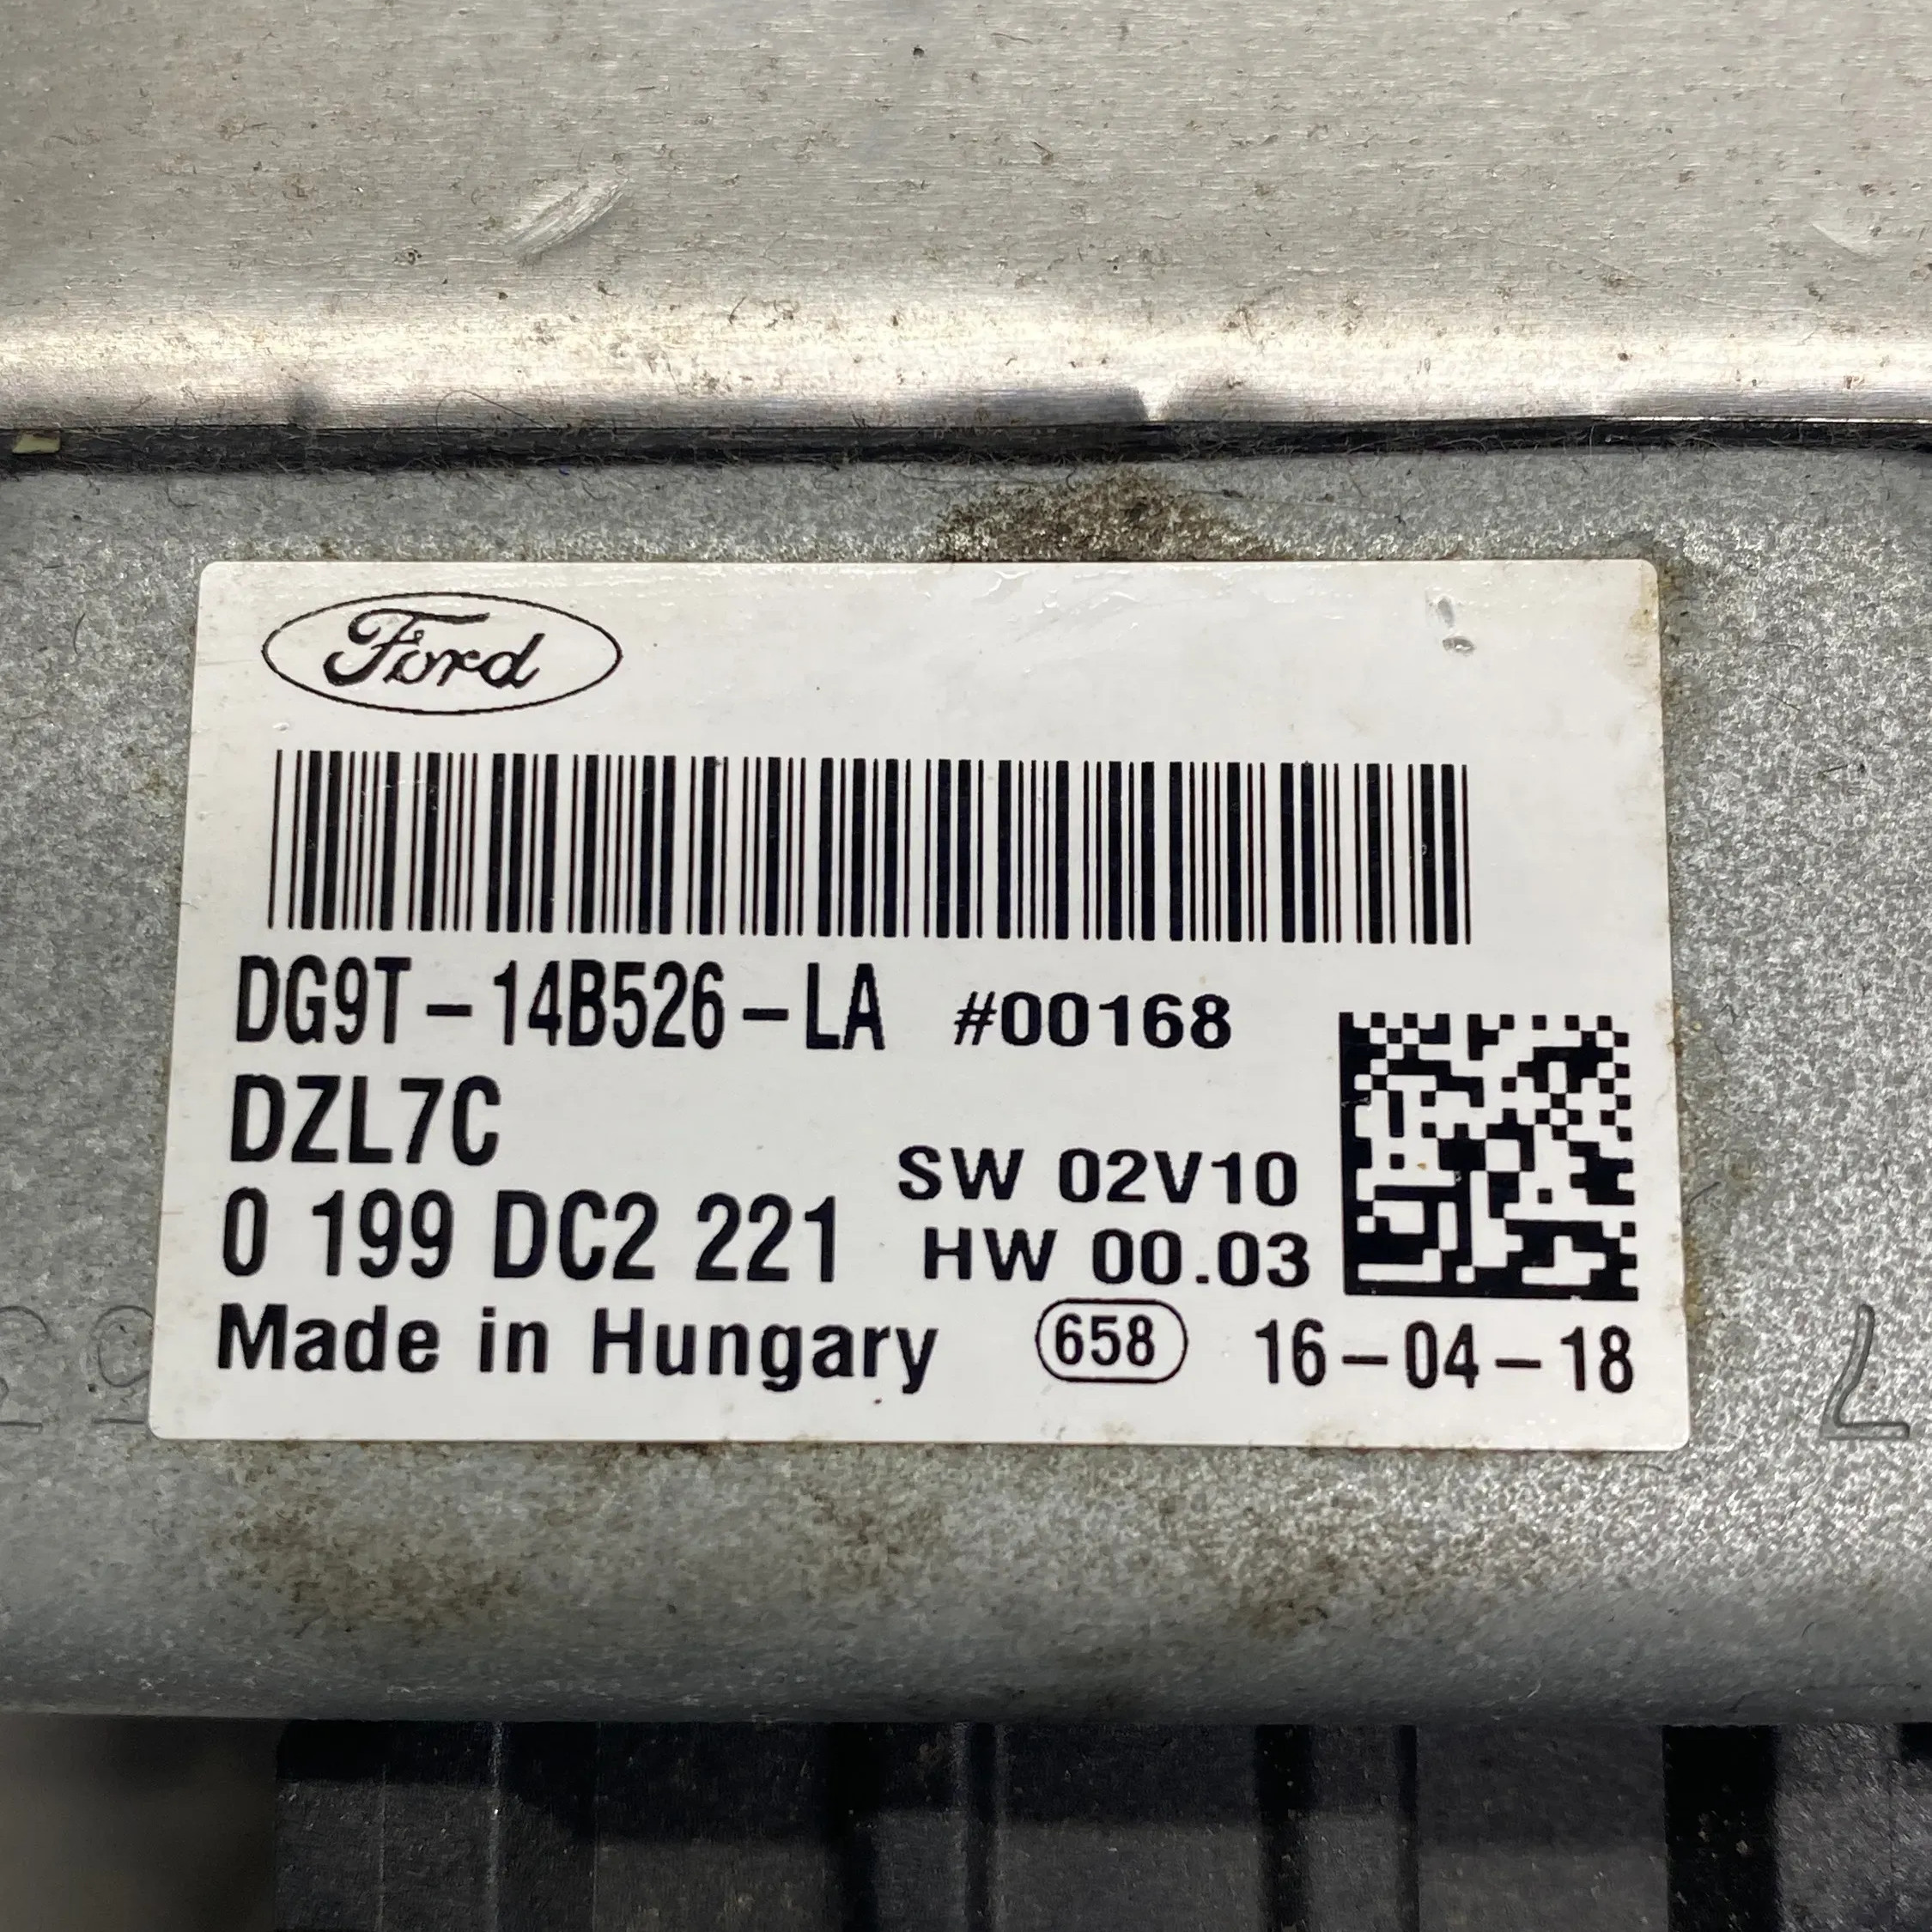 Ford
DG9T-14B526-LA #00168
DZL7C
SW 02V10
0 199 DC2 221
HW 00.03
Made in Hungary 658 16-04-18